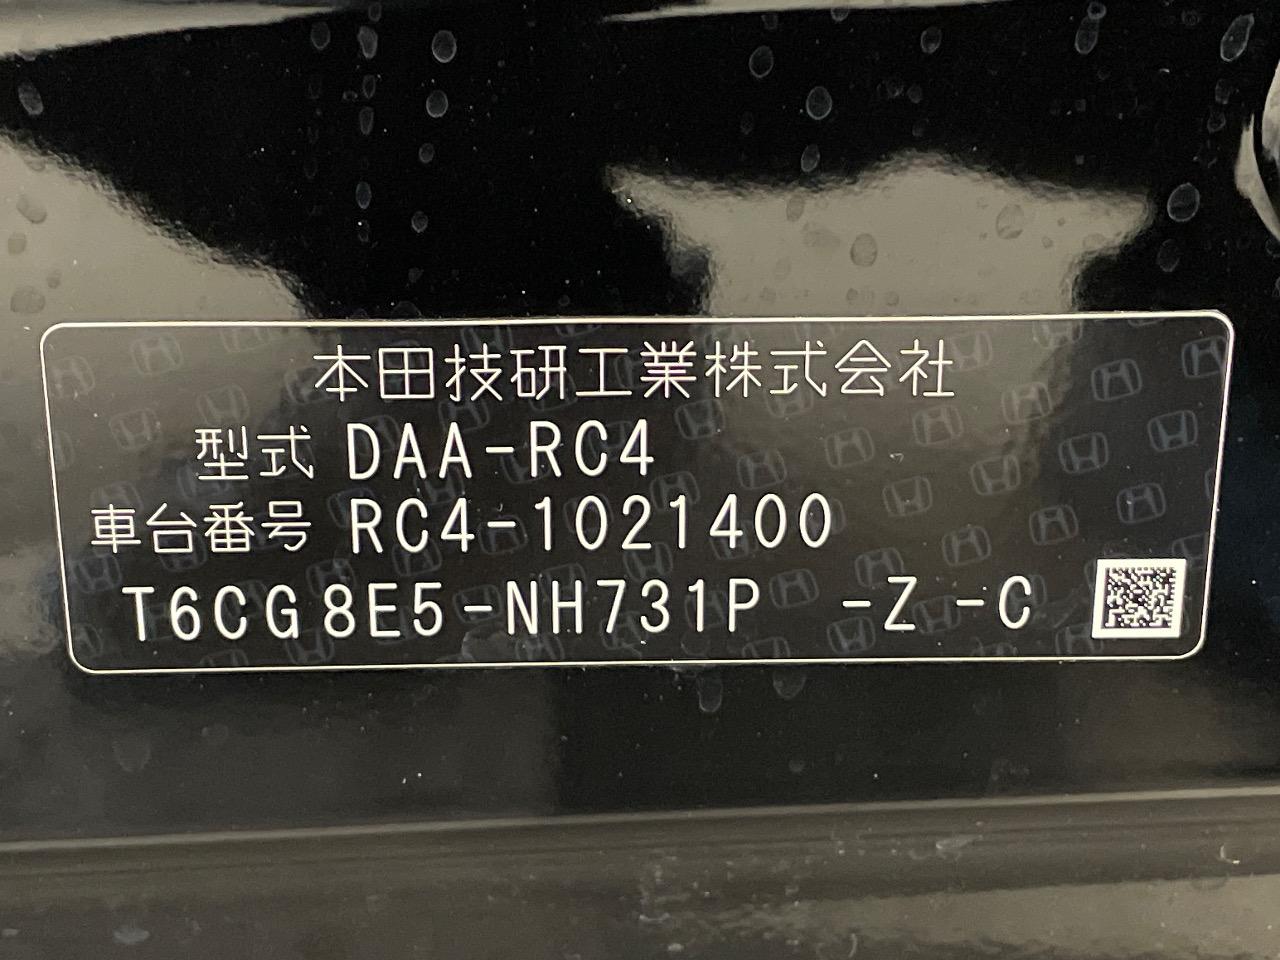 本田技研工業株式会社
型式 DAA-RC4
車台番号 RC4-1021400
T6CG8E5-NH731P -Z -C